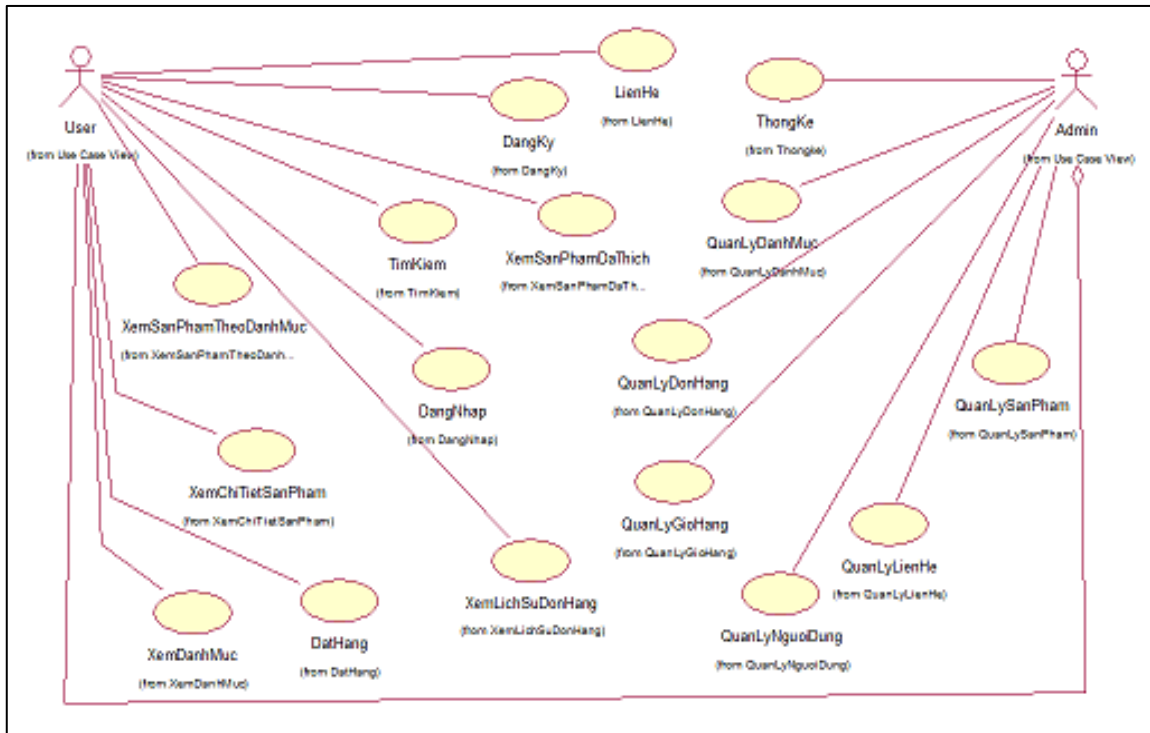 User
(from Use Case View)
LienHe
(from LienHe)
DangKy
(from DangKy)
ThongKe
(from Thongke)
Admin
(from Use Case View)
TimKiem
(from TimKiem)
XemSanPhamDaThich
(from XemSanPhamDaTh...
QuanLyDanhMuc
(from QuanLyDanhMuc)
XemSanPhamTheoDanhMuc
(from XemSanPhamTheoDanh...
DangNhap
(from DangNhap)
QuanLyDonHang
(from QuanLyDonHang)
QuanLySanPham
(from QuanLySanPham)
XemChiTietSanPham
(from XemChiTietSanPham)
QuanLyGioHang
(from QuanLyGioHang)
QuanLyLienHe
(from QuanLyLienHe)
XemLichSuDonHang
(from XemLichSuDonHang)
QuanLyNguoiDung
(from QuanLyNguoiDung)
XemDanhMuc
(from XemDanhMuc)
DatHang
(from DatHang)